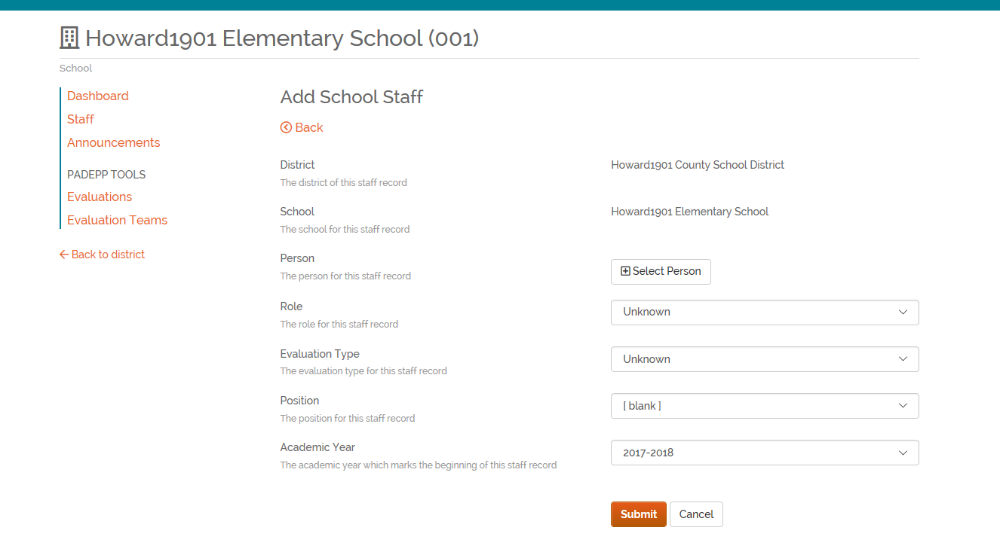 Howard1901 Elementary School (001)
School
Dashboard
Staff
Announcements
PADEPP TOOLS
Evaluations
Evaluation Teams
Back to district
Add School Staff
Back
District
The district of this staff record
Howard1901 County School District
School
The school for this staff record
Howard1901 Elementary School
Person
The person for this staff record
Select Person
Role
The role for this staff record
Unknown
Evaluation Type
The evaluation type for this staff record
Unknown
Position
The position for this staff record
[ blank ]
Academic Year
The academic year which marks the beginning of this staff record
2017-2018
Submit
Cancel